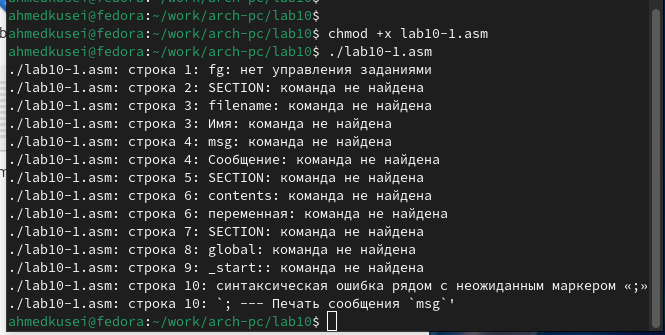 ahmedkusei@fedora:~/work/arch-pc/lab10$
ahmedkusei@fedora:~/work/arch-pc/lab10$ chmod +x lab10-1.asm
ahmedkusei@fedora:~/work/arch-pc/lab10$ ./lab10-1.asm
./lab10-1.asm: строка 1: fg: нет управления заданиями
./lab10-1.asm: строка 2: SECTION: команда не найдена
./lab10-1.asm: строка 3: filename: команда не найдена
./lab10-1.asm: строка 3: Имя: команда не найдена
./lab10-1.asm: строка 4: msg: команда не найдена
./lab10-1.asm: строка 4: Сообщение: команда не найдена
./lab10-1.asm: строка 5: SECTION: команда не найдена
./lab10-1.asm: строка 6: contents: команда не найдена
./lab10-1.asm: строка 6: переменная: команда не найдена
./lab10-1.asm: строка 7: SECTION: команда не найдена
./lab10-1.asm: строка 8: global: команда не найдена
./lab10-1.asm: строка 9: _start:: команда не найдена
./lab10-1.asm: строка 10: синтаксическая ошибка рядом с неожиданным маркером «;»
./lab10-1.asm: строка 10: `; --- Печать сообщения `msg`'
ahmedkusei@fedora:~/work/arch-pc/lab10$